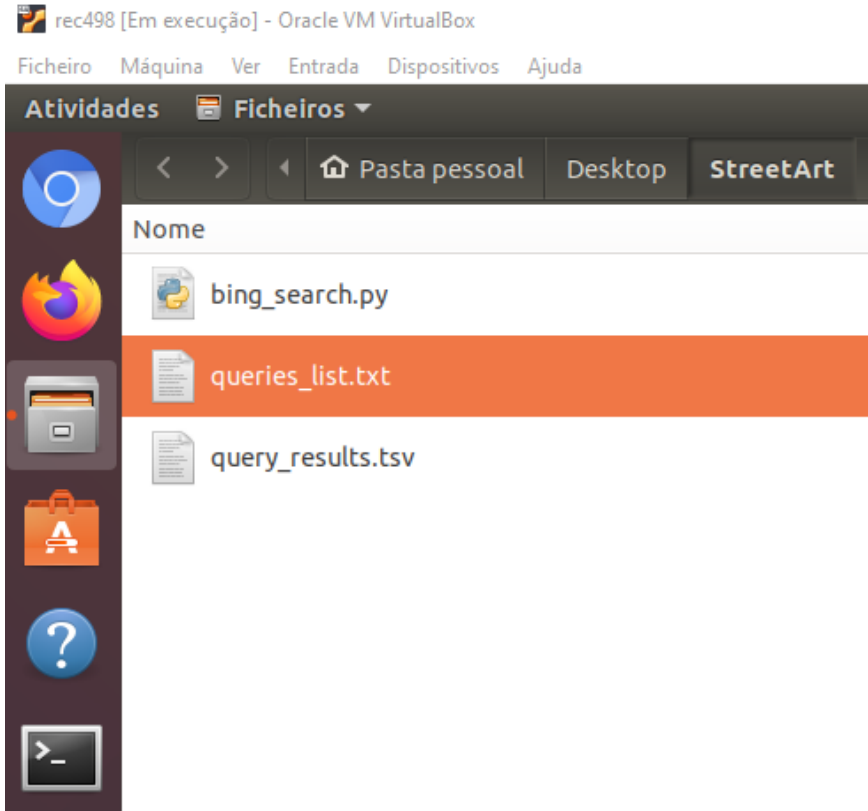 rec498 [Em execução] - Oracle VM VirtualBox
Ficheiro Máquina Ver Entrada Dispositivos Ajuda
Atividades Ficheiros
Pasta pessoal Desktop StreetArt
Nome
bing_search.py
queries_list.txt
query_results.tsv